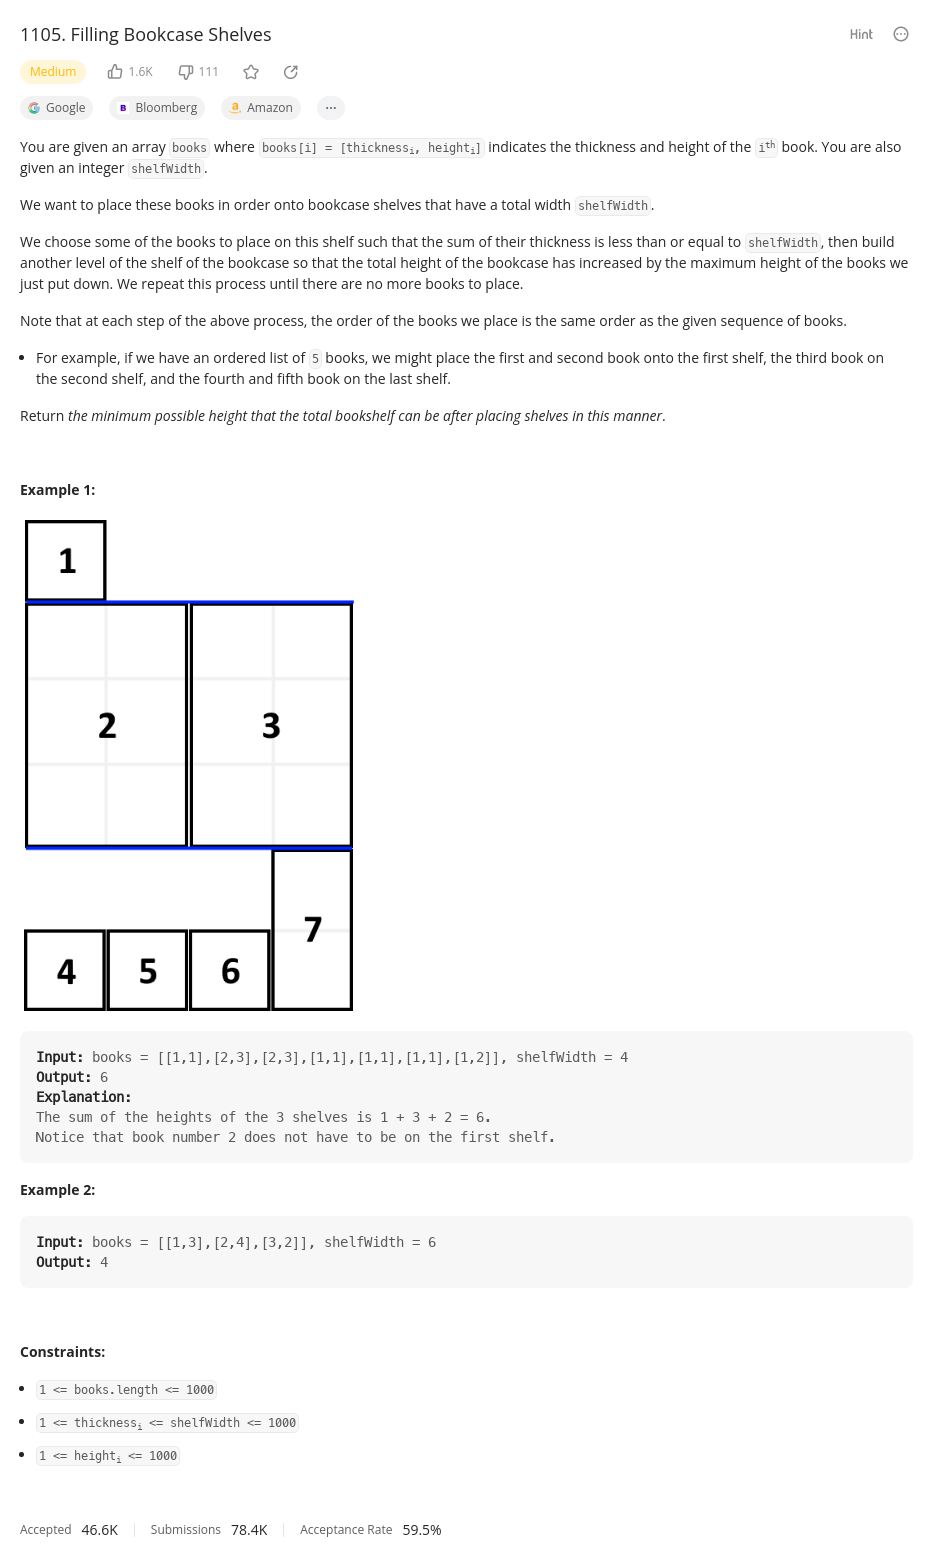 1105. Filling Bookcase Shelves
Hint
Medium 1.6K 111
Google B Bloomberg a Amazon ...
You are given an array books where books[i] = [thicknessᵢ, heightᵢ] indicates the thickness and height of the iᵗʰ book. You are also
given an integer shelfWidth.
We want to place these books in order onto bookcase shelves that have a total width shelfWidth.
We choose some of the books to place on this shelf such that the sum of their thickness is less than or equal to shelfWidth, then build
another level of the shelf of the bookcase so that the total height of the bookcase has increased by the maximum height of the books we
just put down. We repeat this process until there are no more books to place.
Note that at each step of the above process, the order of the books we place is the same order as the given sequence of books.
• For example, if we have an ordered list of 5 books, we might place the first and second book onto the first shelf, the third book on
the second shelf, and the fourth and fifth book on the last shelf.
Return the minimum possible height that the total bookshelf can be after placing shelves in this manner.
Example 1:
1
2 3
7
4 5 6
Input: books = [[1,1],[2,3],[2,3],[1,1],[1,1],[1,1],[1,2]], shelfWidth = 4
Output: 6
Explanation:
The sum of the heights of the 3 shelves is 1 + 3 + 2 = 6.
Notice that book number 2 does not have to be on the first shelf.
Example 2:
Input: books = [[1,3],[2,4],[3,2]], shelfWidth = 6
Output: 4
Constraints:
• 1 <= books.length <= 1000
• 1 <= thicknessᵢ <= shelfWidth <= 1000
• 1 <= heightᵢ <= 1000
Accepted 46.6K Submissions 78.4K Acceptance Rate 59.5%